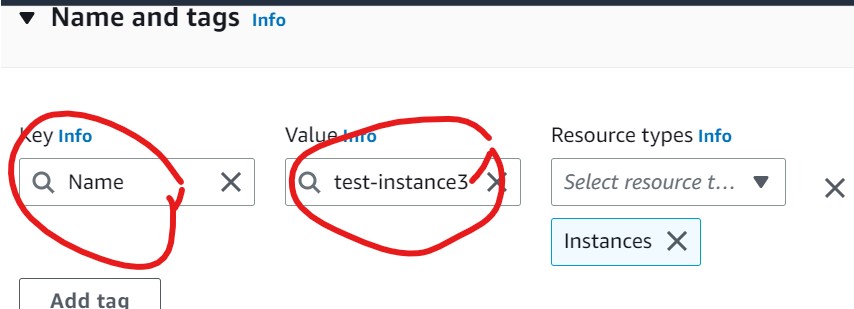 Name and tags Info
Key Info Value Info Resource types Info
Name test-instance3 Select resource t...
Instances
Add tag